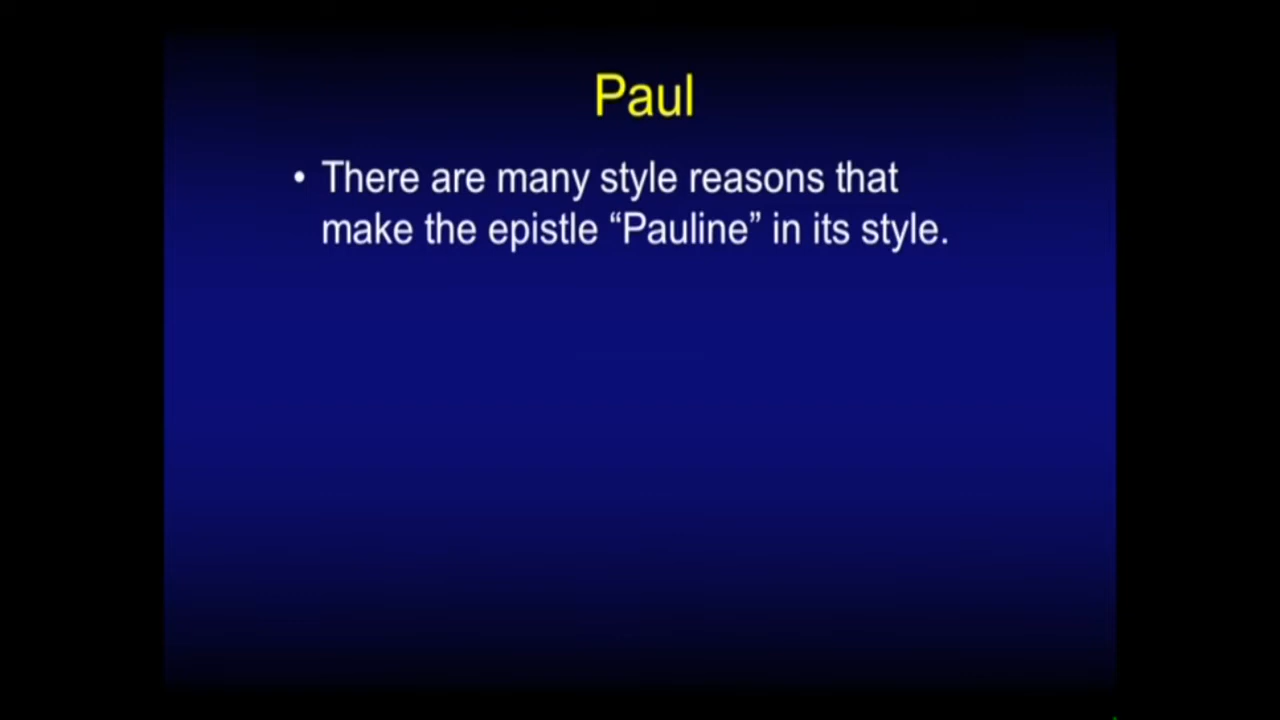 Paul
• There are many style reasons that
make the epistle “Pauline” in its style.